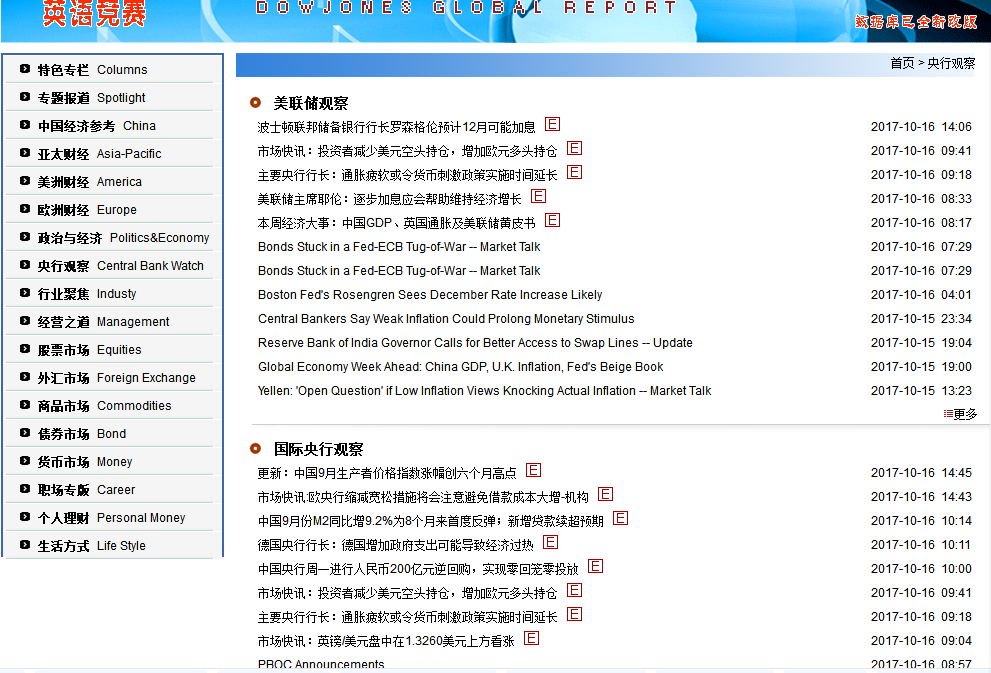 英语竞赛
DOWJONES GLOBAL REPORT
数据库已全新改版
首页 > 央行观察
特色专栏 Columns
专题报道 Spotlight
中国经济参考 China
亚太财经 Asia-Pacific
美洲财经 America
欧洲财经 Europe
政治与经济 Politics&Economy
央行观察 Central Bank Watch
行业聚焦 Industy
经营之道 Management
股票市场 Equities
外汇市场 Foreign Exchange
商品市场 Commodities
债券市场 Bond
货币市场 Money
职场专版 Career
个人理财 Personal Money
生活方式 Life Style
美联储观察
波士顿联邦储备银行行长罗森格伦预计12月可能加息 E 2017-10-16 14:06
市场快讯：投资者减少美元空头持仓，增加欧元多头持仓 E 2017-10-16 09:41
主要央行行长：通胀疲软或令货币刺激政策实施时间延长 E 2017-10-16 09:18
美联储主席耶伦：逐步加息应会帮助维持经济增长 E 2017-10-16 08:33
本周经济大事：中国GDP、英国通胀及美联储黄皮书 E 2017-10-16 08:17
Bonds Stuck in a Fed-ECB Tug-of-War -- Market Talk 2017-10-16 07:29
Bonds Stuck in a Fed-ECB Tug-of-War -- Market Talk 2017-10-16 07:29
Boston Fed's Rosengren Sees December Rate Increase Likely 2017-10-16 04:01
Central Bankers Say Weak Inflation Could Prolong Monetary Stimulus 2017-10-15 23:34
Reserve Bank of India Governor Calls for Better Access to Swap Lines -- Update 2017-10-15 19:04
Global Economy Week Ahead: China GDP, U.K. Inflation, Fed's Beige Book 2017-10-15 19:00
Yellen: 'Open Question' if Low Inflation Views Knocking Actual Inflation -- Market Talk 2017-10-15 13:23
更多
国际央行观察
更新：中国9月生产者价格指数涨幅创六个月高点 E 2017-10-16 14:45
市场快讯:欧央行缩减宽松措施将会注意避免借款成本大增-机构 E 2017-10-16 14:43
中国9月份M2同比增9.2%为8个月来首度反弹；新增贷款续超预期 E 2017-10-16 10:14
德国央行行长：德国增加政府支出可能导致经济过热 E 2017-10-16 10:11
中国央行周一进行人民币200亿元逆回购，实现零回笼零投放 E 2017-10-16 10:00
市场快讯：投资者减少美元空头持仓，增加欧元多头持仓 E 2017-10-16 09:41
主要央行行长：通胀疲软或令货币刺激政策实施时间延长 E 2017-10-16 09:18
市场快讯：英镑/美元盘中在1.3260美元上方看涨 E 2017-10-16 09:04
PBOC Announcements 2017-10-16 08:57